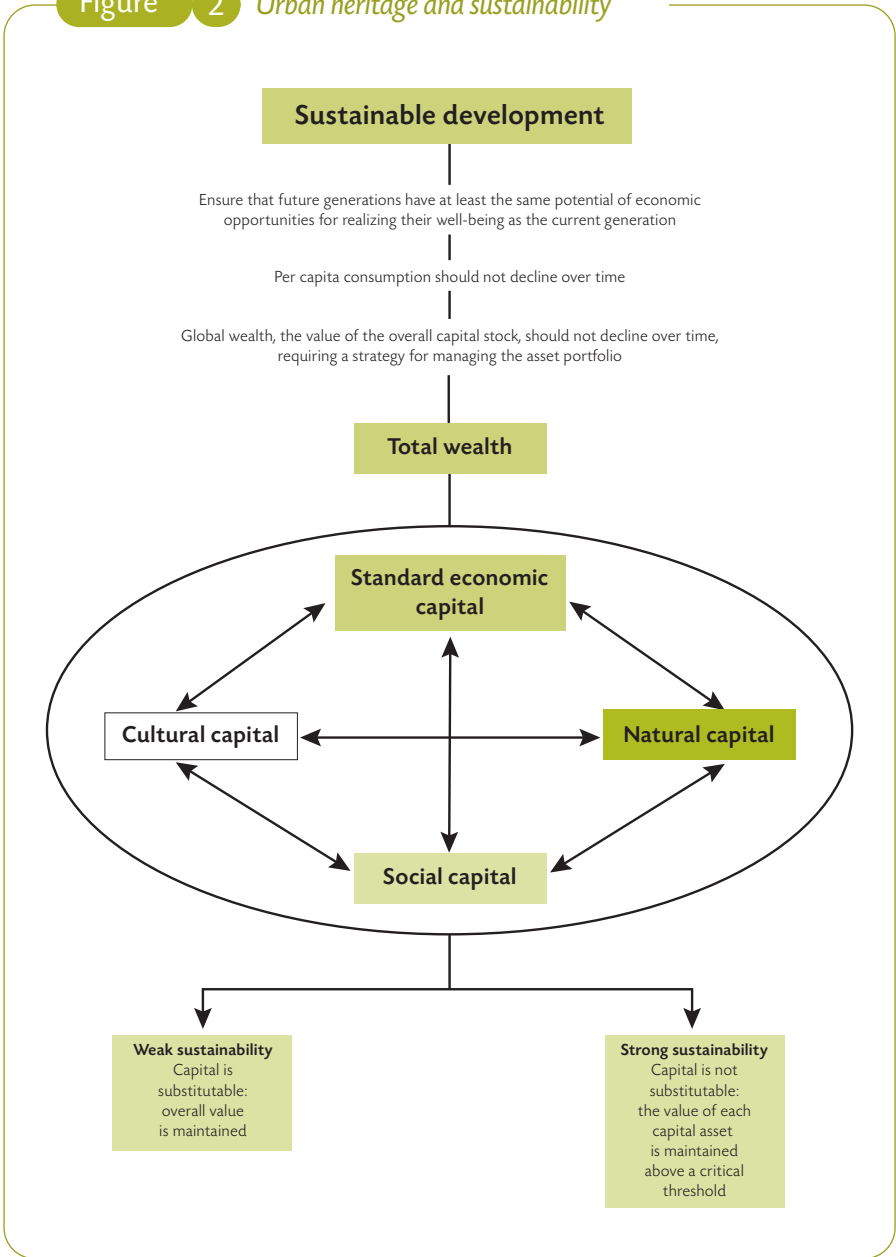 Figure 2 Urban heritage and sustainability
Sustainable development
Ensure that future generations have at least the same potential of economic
opportunities for realizing their well-being as the current generation
Per capita consumption should not decline over time
Global wealth, the value of the overall capital stock, should not decline over time,
requiring a strategy for managing the asset portfolio
Total wealth
Standard economic
capital
Cultural capital
Natural capital
Social capital
Weak sustainability
Capital is
substitutable:
overall value
is maintained
Strong sustainability
Capital is not
substitutable:
the value of each
capital asset
is maintained
above a critical
threshold